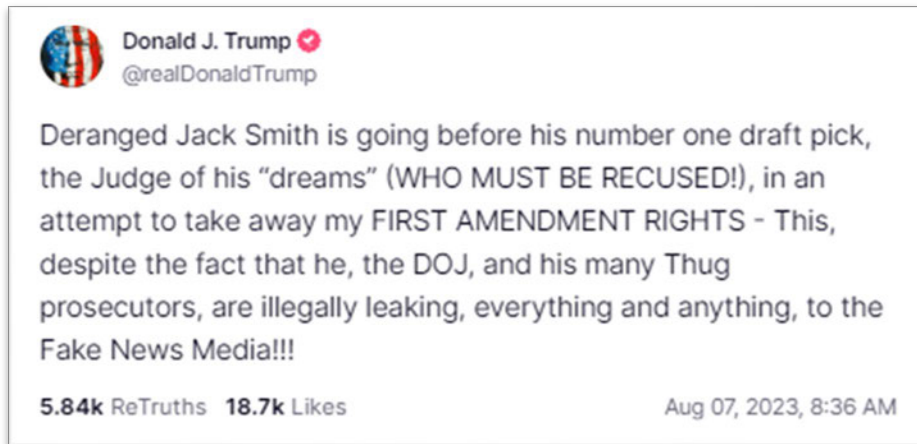 Donald J. Trump
@realDonaldTrump
Deranged Jack Smith is going before his number one draft pick,
the Judge of his “dreams” (WHO MUST BE RECUSED!), in an
attempt to take away my FIRST AMENDMENT RIGHTS - This,
despite the fact that he, the DOJ, and his many Thug
prosecutors, are illegally leaking, everything and anything, to the
Fake News Media!!!
5.84k ReTruths 18.7k Likes Aug 07, 2023, 8:36 AM